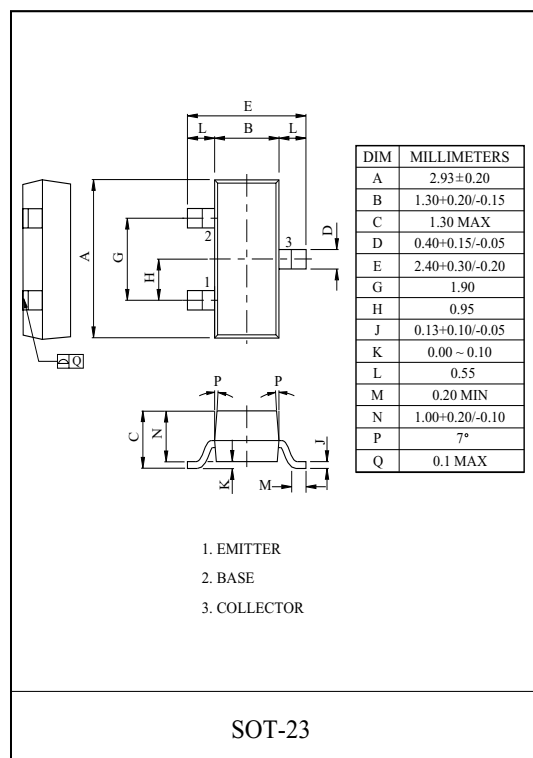 E
L B L
A
G
H
D
2
3
1
Q
P P
C
N
J
K
M
DIM MILLIMETERS
A 2.93±0.20
B 1.30+0.20/-0.15
C 1.30 MAX
D 0.40+0.15/-0.05
E 2.40+0.30/-0.20
G 1.90
H 0.95
J 0.13+0.10/-0.05
K 0.00 ~ 0.10
L 0.55
M 0.20 MIN
N 1.00+0.20/-0.10
P 7°
Q 0.1 MAX
1. EMITTER
2. BASE
3. COLLECTOR
SOT-23